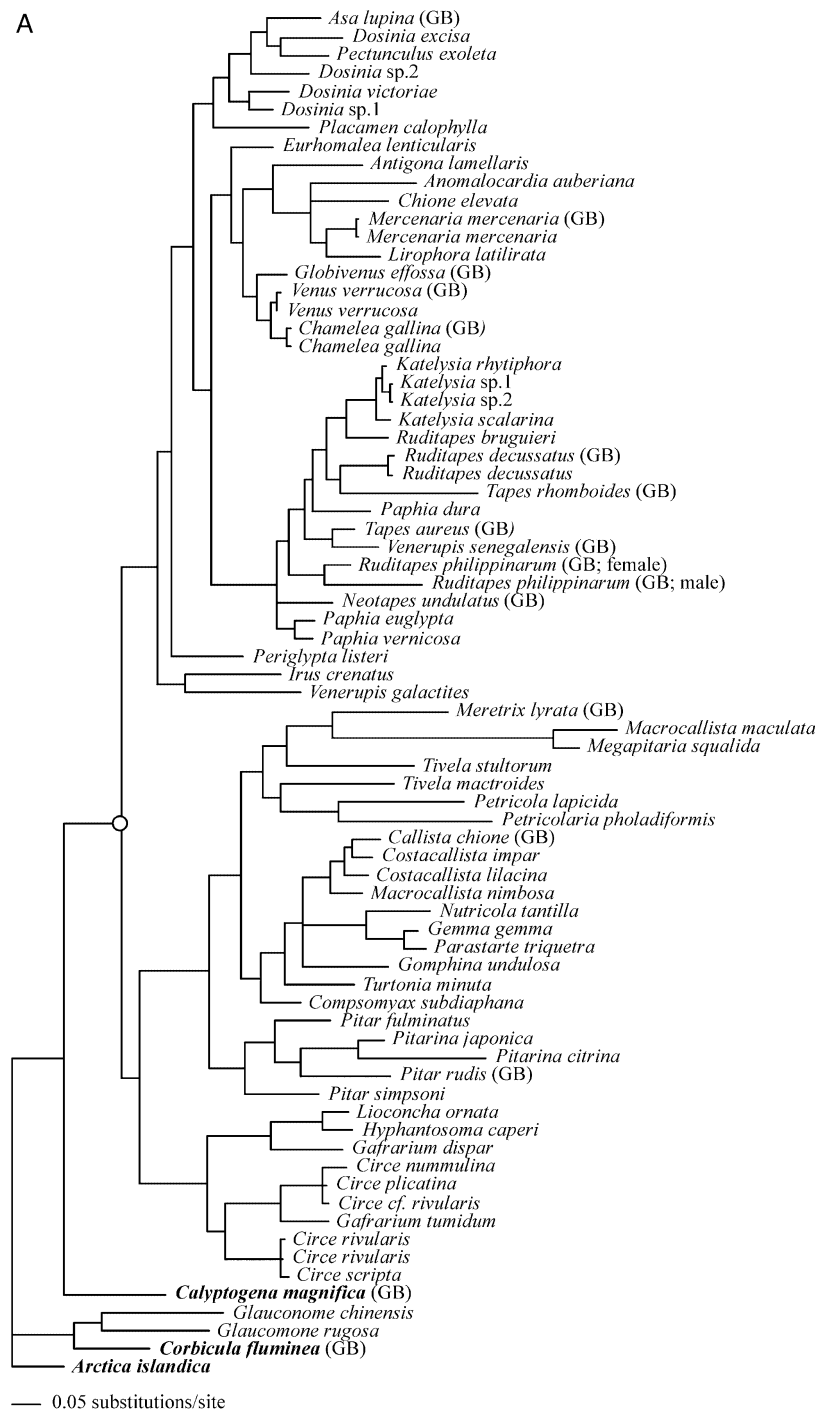 A
Asa lupina (GB)
Dosinia excisa
Pectunculus exoleta
Dosinia sp.2
Dosinia victoriae
Dosinia sp.1
Placamen calophylla
Eurhomalea lenticularis
Antigona lamellaris
Anomalocardia auberiana
Chione elevata
Mercenaria mercenaria (GB)
Mercenaria mercenaria
Lirophora latilirata
Globivenus effossa (GB)
Venus verrucosa (GB)
Venus verrucosa
Chamelea gallina (GB)
Chamelea gallina
Katelysia rhytiphora
Katelysia sp.1
Katelysia sp.2
Katelysia scalarina
Ruditapes bruguieri
Ruditapes decussatus (GB)
Ruditapes decussatus
Tapes rhomboides (GB)
Paphia dura
Tapes aureus (GB)
Venerupis senegalensis (GB)
Ruditapes philippinarum (GB; female)
Ruditapes philippinarum (GB; male)
Neotapes undulatus (GB)
Paphia euglypta
Paphia vernicosa
Periglypta listeri
Irus crenatus
Venerupis galactites
Meretrix lyrata (GB)
Macrocallista maculata
Megapitaria squalida
Tivela stultorum
Tivela mactroides
Petricola lapicida
Petricolaria pholadiformis
Callista chione (GB)
Costacallista impar
Costacallista lilacina
Macrocallista nimbosa
Nutricola tantilla
Gemma gemma
Parastarte triquetra
Gomphina undulosa
Turtonia minuta
Compsomyax subdiaphana
Pitar fulminatus
Pitarina japonica
Pitarina citrina
Pitar rudis (GB)
Pitar simpsoni
Lioconcha ornata
Hyphantosoma caperi
Gafrarium dispar
Circe nummulina
Circe plicatina
Circe cf. rivularis
Gafrarium tumidum
Circe rivularis
Circe rivularis
Circe scripta
Calyptogena magnifica (GB)
Glauconome chinensis
Glaucomone rugosa
Corbicula fluminea (GB)
Arctica islandica
0.05 substitutions/site